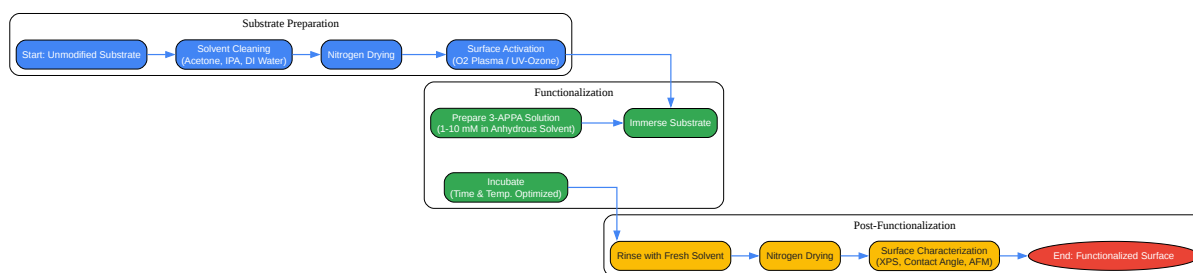 Substrate Preparation
Start: Unmodified Substrate
Solvent Cleaning
(Acetone, IPA, DI Water)
Nitrogen Drying
Surface Activation
(O2 Plasma / UV-Ozone)
Functionalization
Prepare 3-APPA Solution
(1-10 mM in Anhydrous Solvent)
Immerse Substrate
Incubate
(Time & Temp. Optimized)
Post-Functionalization
Rinse with Fresh Solvent
Nitrogen Drying
Surface Characterization
(XPS, Contact Angle, AFM)
End: Functionalized Surface